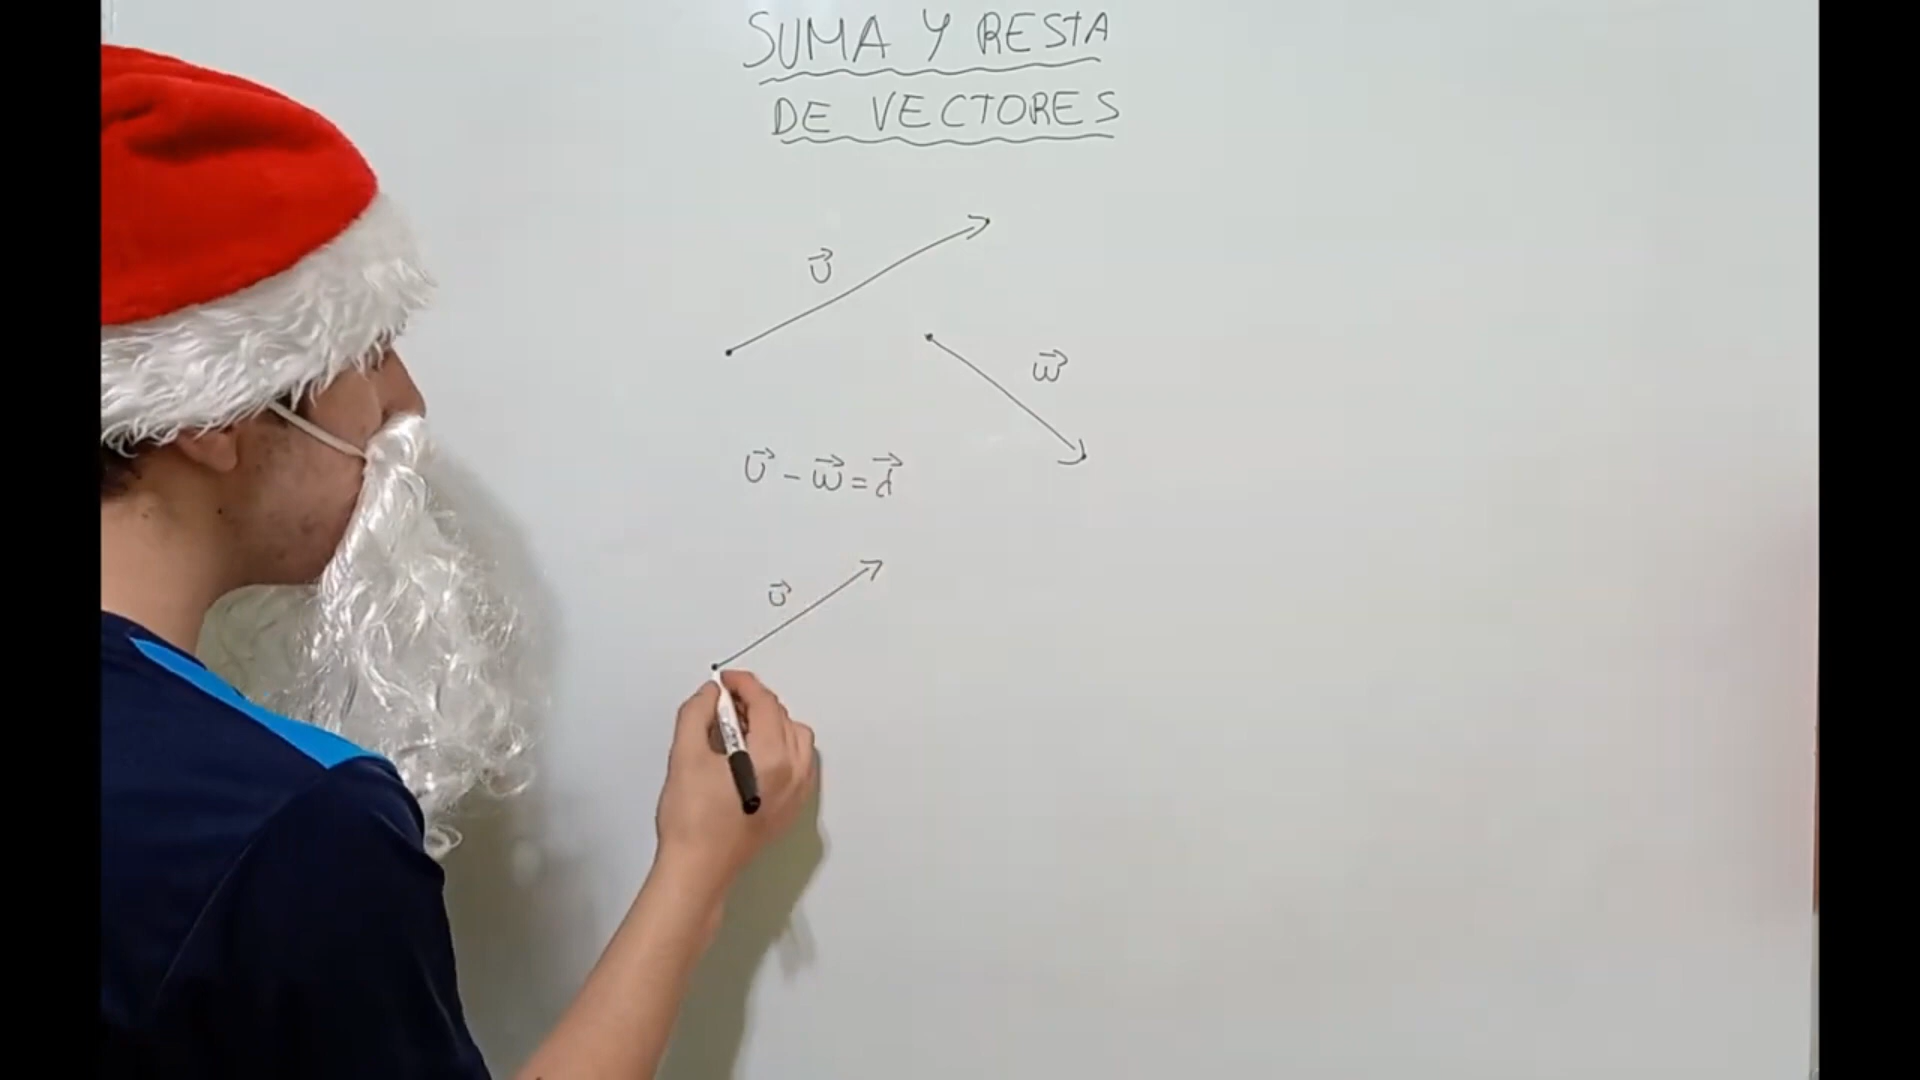 SUMA Y RESTA
DE VECTORES
v⃗
w⃗
v⃗ - w⃗ = d⃗
v⃗